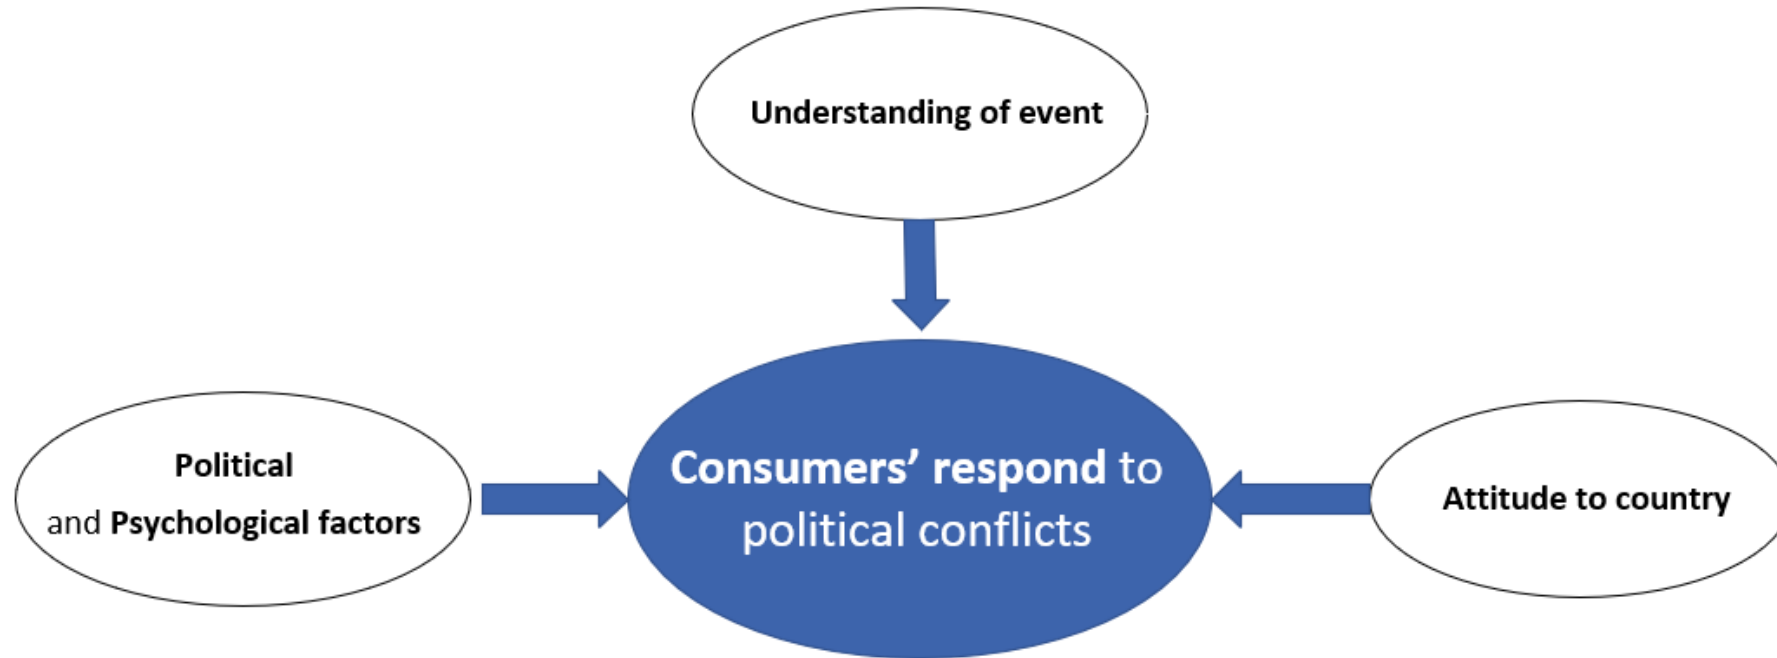 Understanding of event
Political
and Psychological factors
Consumers’ respond to
political conflicts
Attitude to country